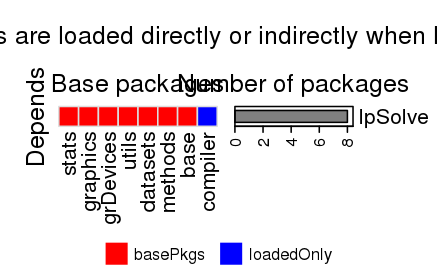 s are loaded directly or indirectly when l
Base packages
Number of packages
Depends
lpSolve
stats
graphics
grDevices
utils
datasets
methods
base
compiler
0
2
4
6
8
basePkgs
loadedOnly